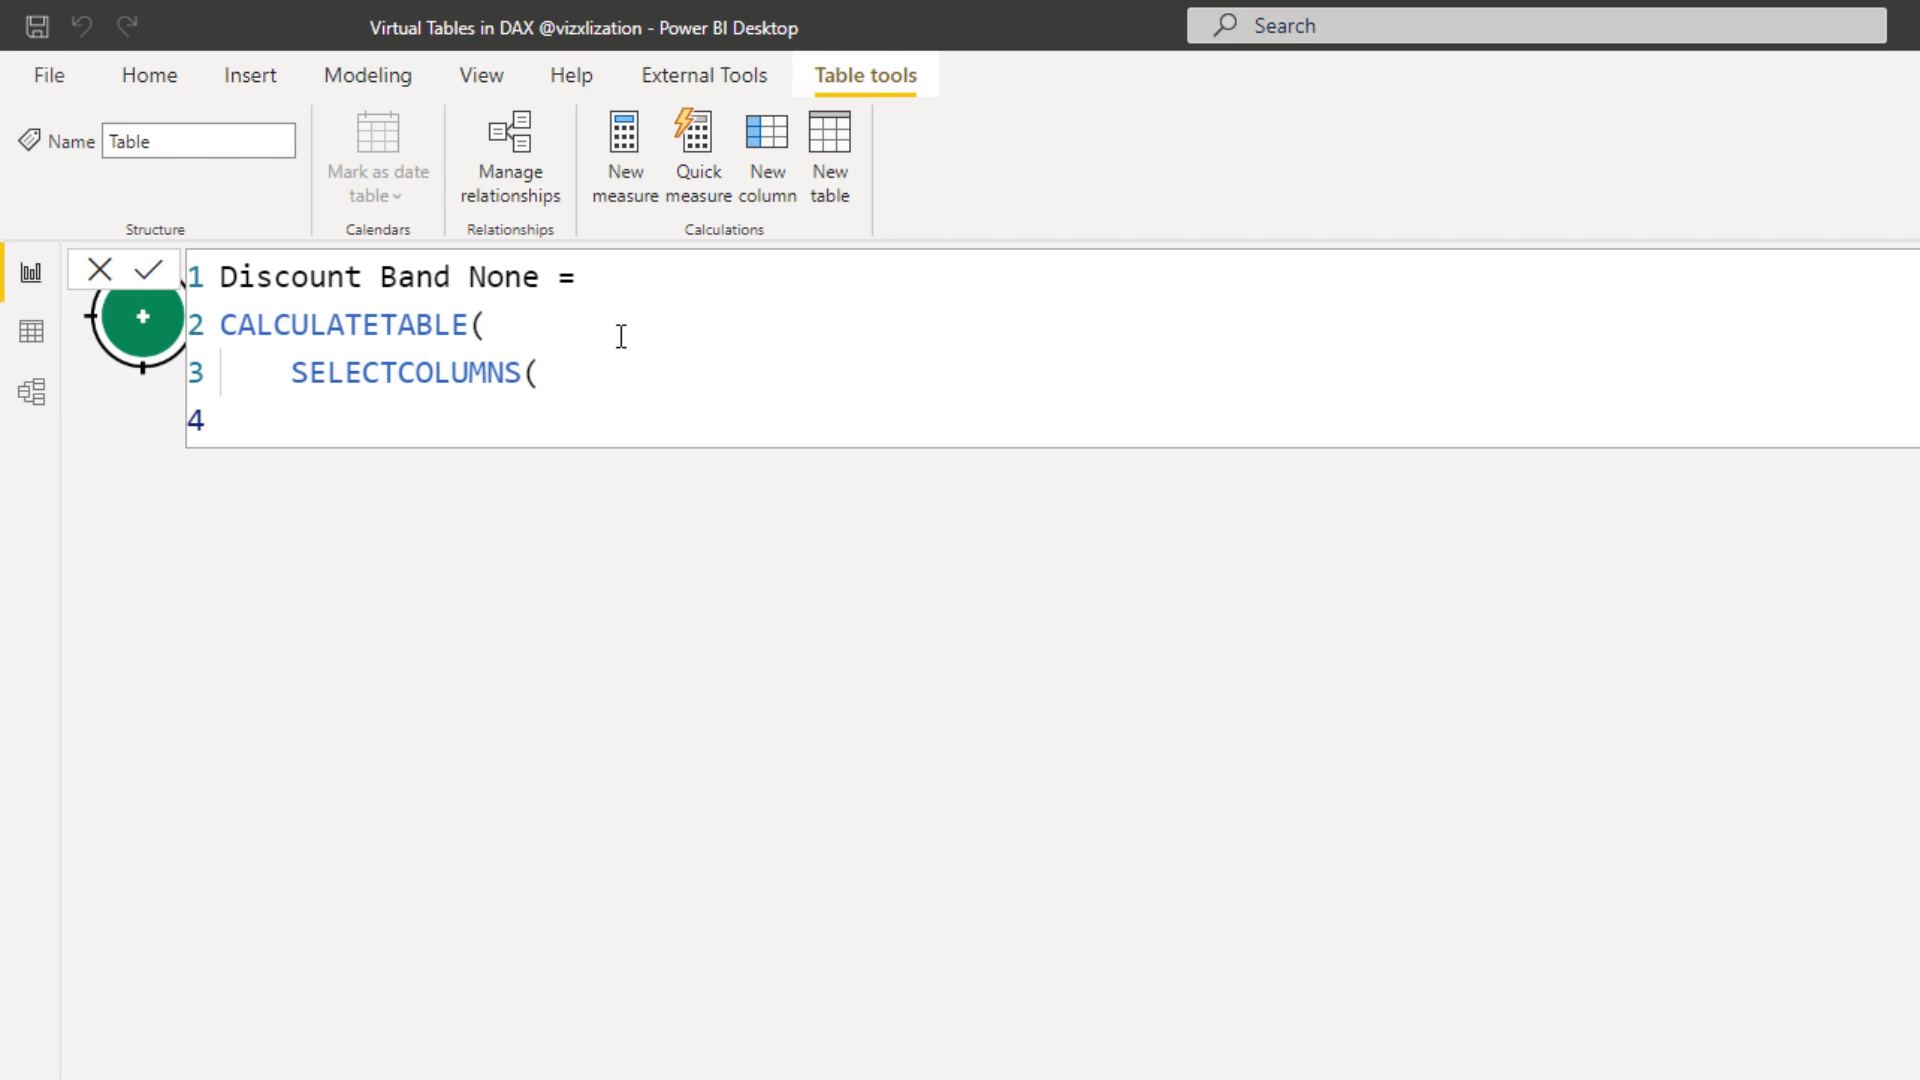 Virtual Tables in DAX @vizxlization - Power BI Desktop
Search
File Home Insert Modeling View Help External Tools Table tools
Name Table
Mark as date table
Manage relationships
New measure
Quick measure
New column
New table
Structure Calendars Relationships Calculations
1 Discount Band None =
2 CALCULATETABLE(
3 SELECTCOLUMNS(
4